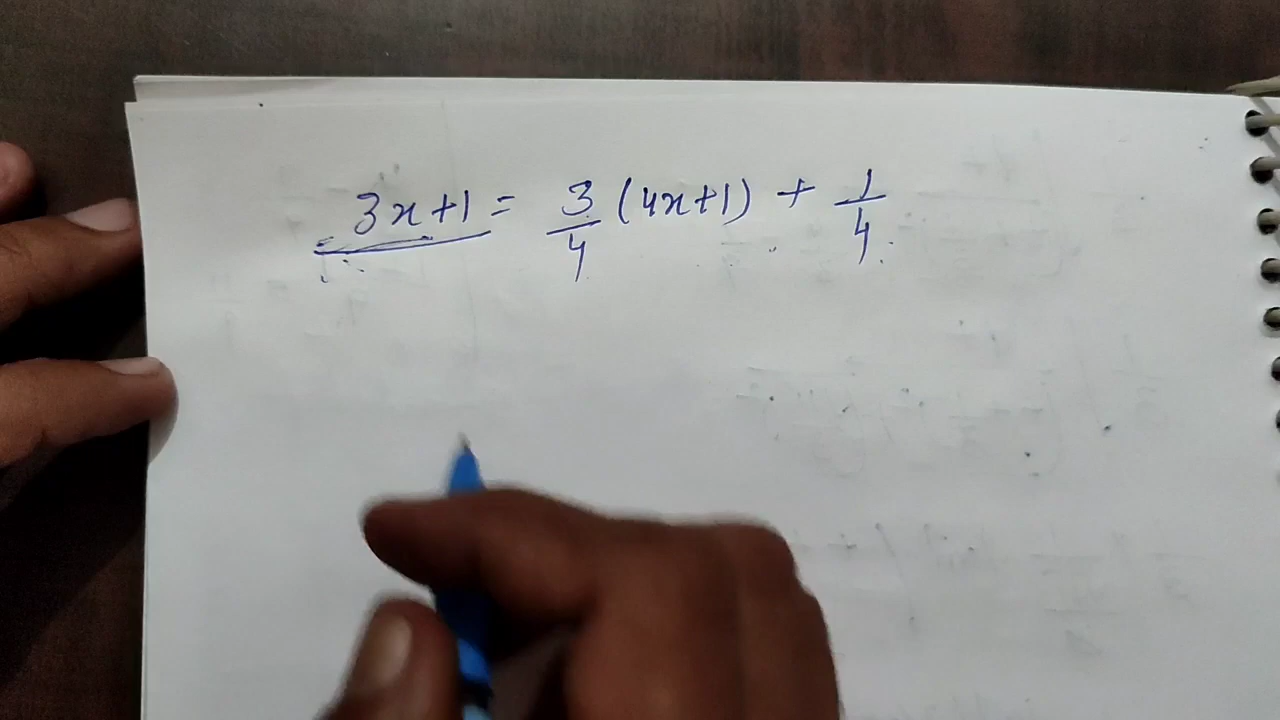 3x+1 = 3/4 (4x+1) + 1/4